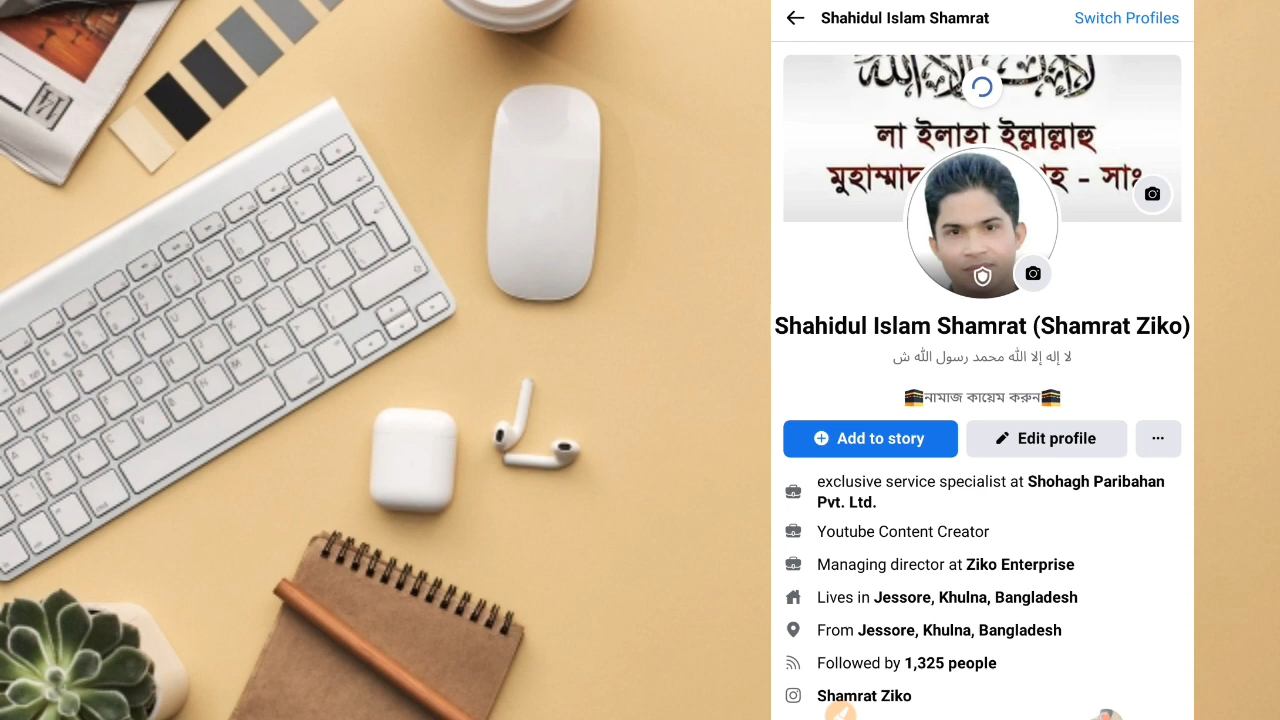 Shahidul Islam Shamrat
Switch Profiles
লা ইলাহা ইল্লাল্লাহু
মুহাম্মাদ
হ - সাঃ
Shahidul Islam Shamrat (Shamrat Ziko)
لا إله إلا الله محمد رسول الله ش
🕋নামাজ কায়েম করুন🕋
Add to story
Edit profile
exclusive service specialist at Shohagh Paribahan
Pvt. Ltd.
Youtube Content Creator
Managing director at Ziko Enterprise
Lives in Jessore, Khulna, Bangladesh
From Jessore, Khulna, Bangladesh
Followed by 1,325 people
Shamrat Ziko